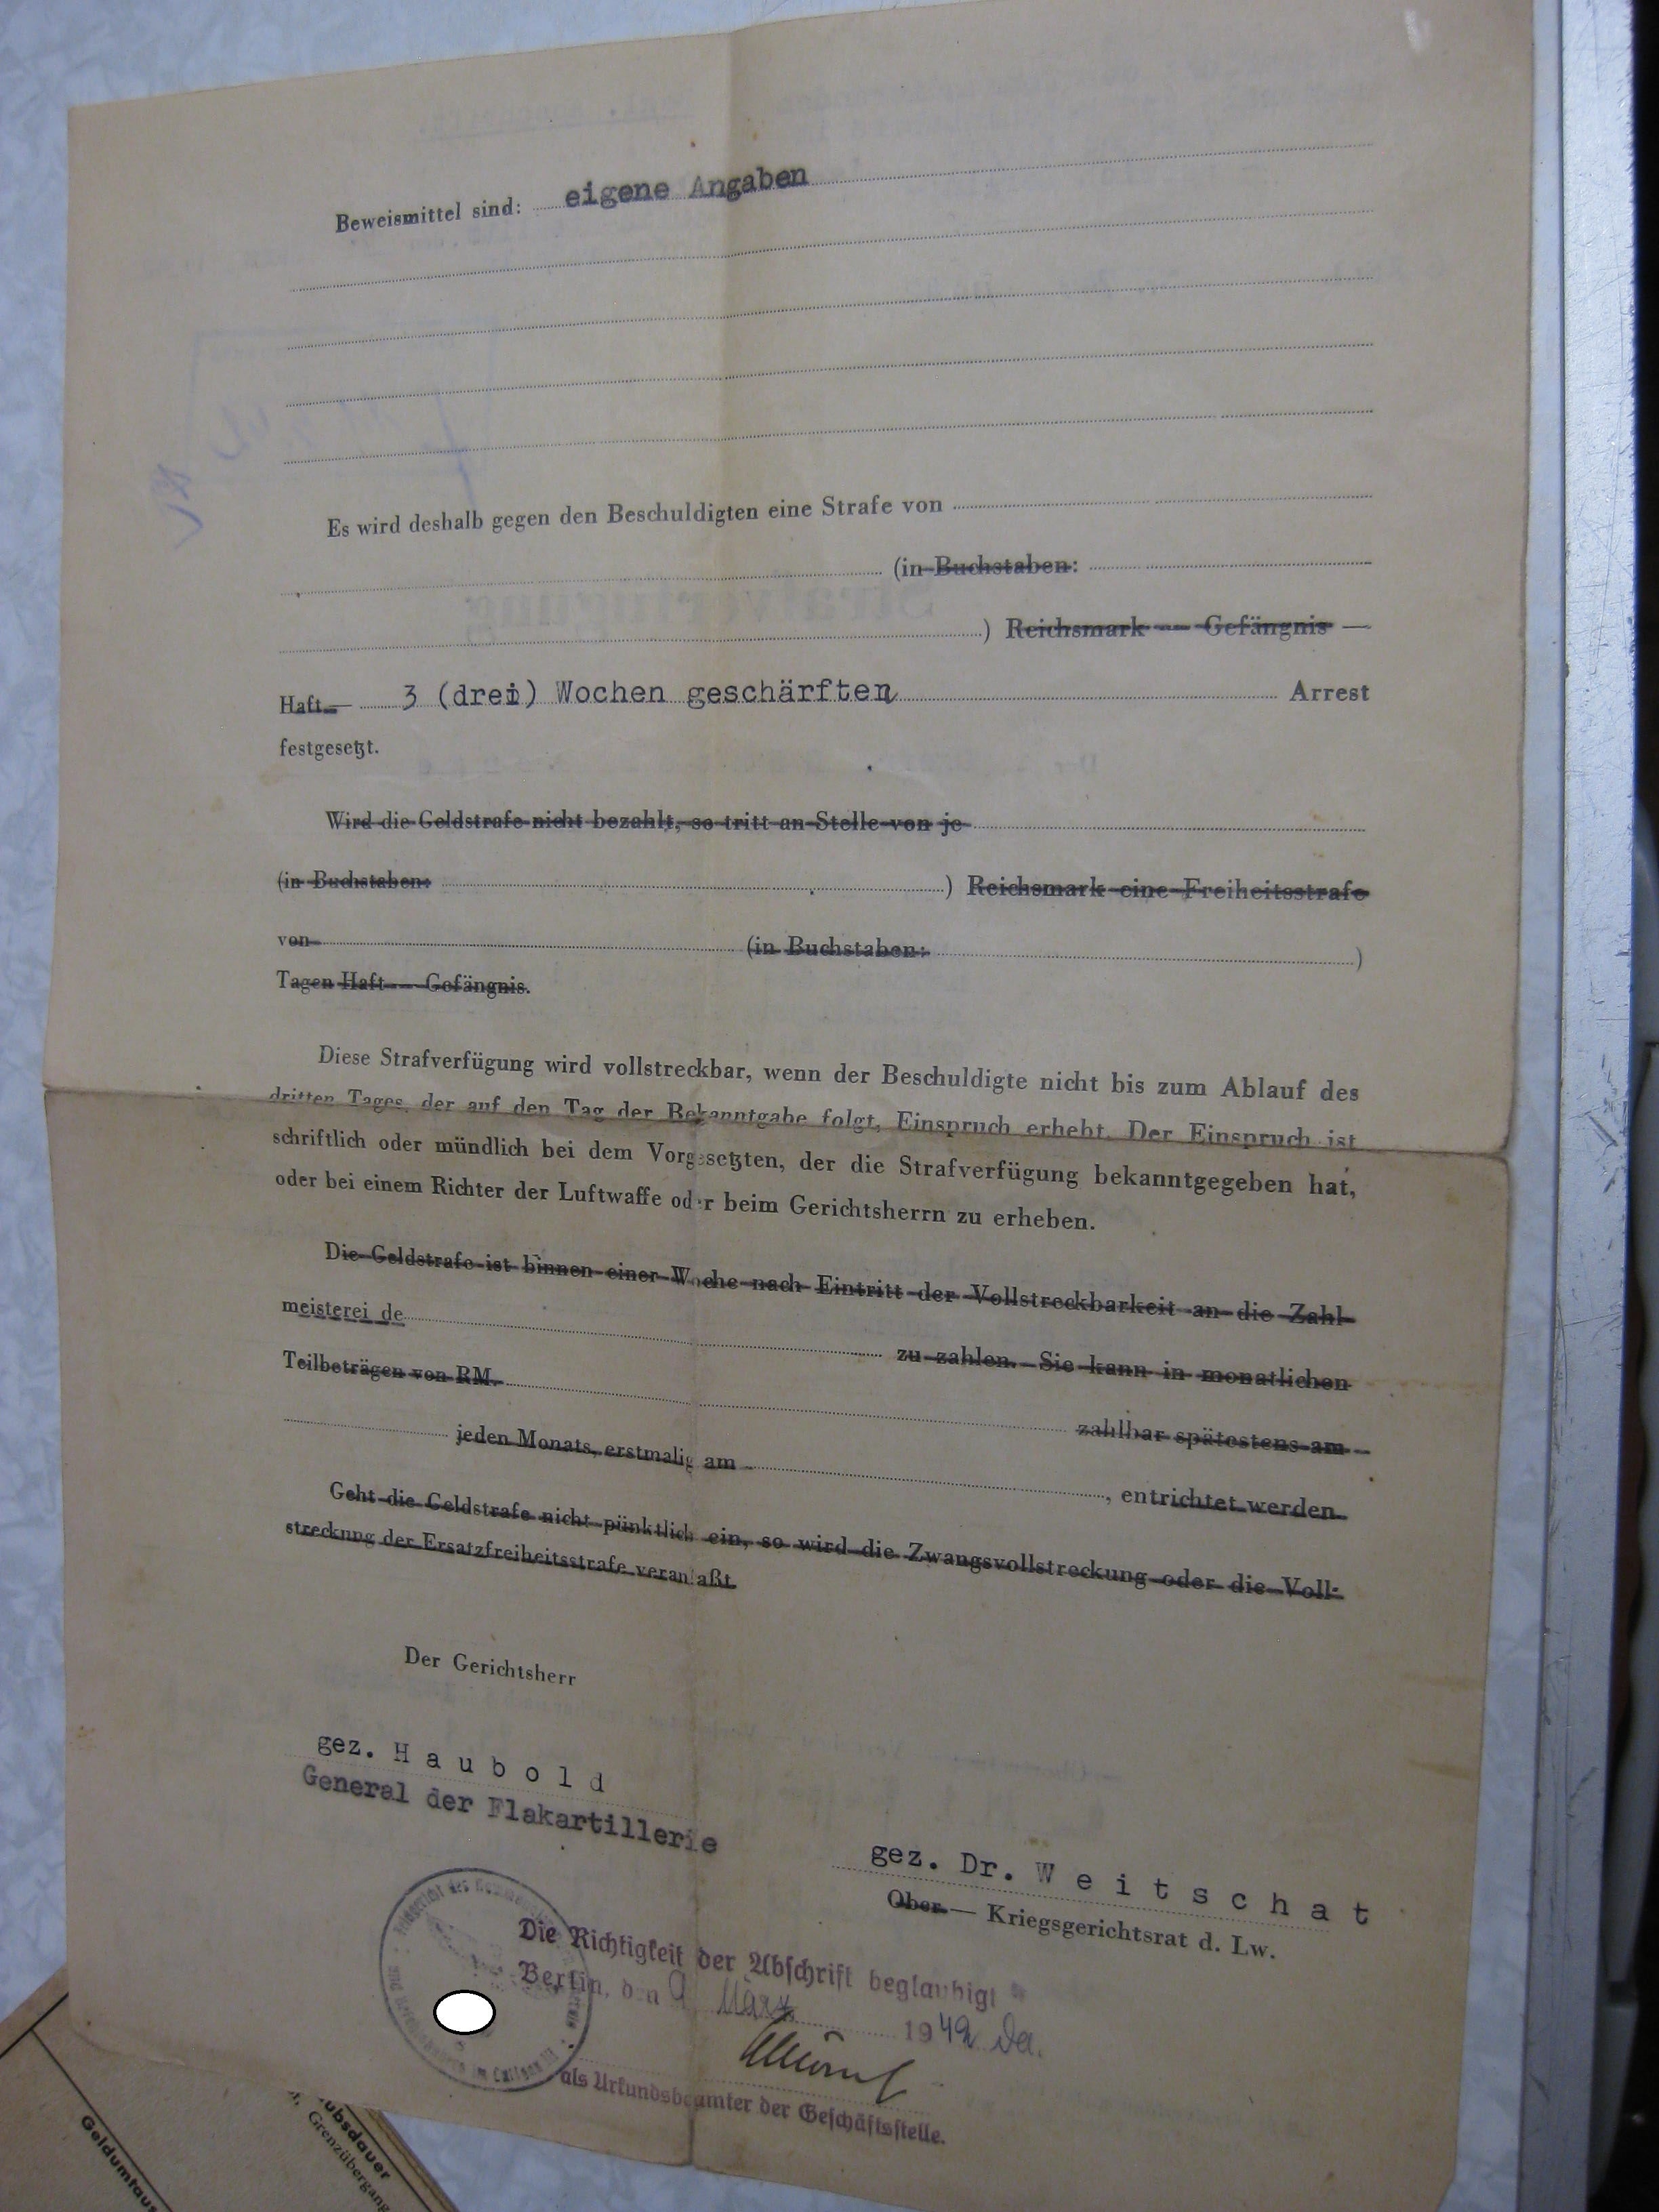 Beweismittel sind: eigene Angaben
Es wird deshalb gegen den Beschuldigten eine Strafe von
(in Buchstaben:
) Reichsmark — Gefängnis —
Haft — 3 (drei) Wochen geschärften Arrest
festgesetzt.
Wird die Geldstrafe nicht bezahlt, so tritt an Stelle von je
(in Buchstaben: ) Reichsmark eine Freiheitsstrafe
von (in Buchstaben: )
Tagen Haft — Gefängnis.
Diese Strafverfügung wird vollstreckbar, wenn der Beschuldigte nicht bis zum Ablauf des
dritten Tages, der auf den Tag der Bekanntgabe folgt, Einspruch erhebt. Der Einspruch ist
schriftlich oder mündlich bei dem Vorgesetzten, der die Strafverfügung bekanntgegeben hat,
oder bei einem Richter der Luftwaffe oder beim Gerichtsherrn zu erheben.
Die Geldstrafe ist binnen einer Woche nach Eintritt der Vollstreckbarkeit an die Zahl-
meisterei de zu zahlen. Sie kann in monatlichen
Teilbeträgen von RM. zahlbar spätestens am
jeden Monats, erstmalig am , entrichtet werden.
Geht die Geldstrafe nicht pünktlich ein, so wird die Zwangsvollstreckung oder die Voll-
streckung der Ersatzfreiheitsstrafe veranlaßt.
Der Gerichtsherr
gez. Haubold
General der Flakartillerie
gez. Dr. Weitschat
Ober — Kriegsgerichtsrat d. Lw.
Die Richtigkeit der Abschrift beglaubigt
Berlin, den 9. März 1942
als Urkundsbeamter der Geschäftsstelle.
im Luftgau III
Geldumtaus
ubsdauer
Grenzübergang